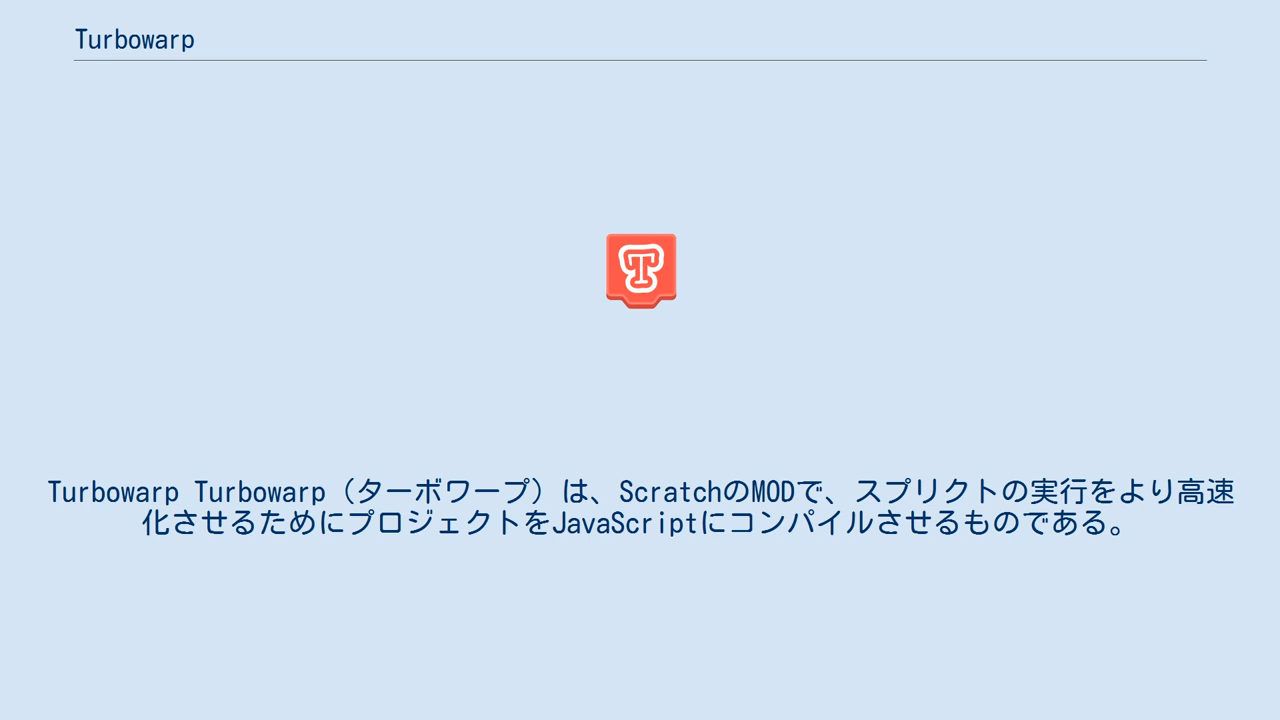 Turbowarp
T
Turbowarp Turbowarp（ターボワープ）は、ScratchのMODで、スプリクトの実行をより高速
化させるためにプロジェクトをJavaScriptにコンパイルさせるものである。